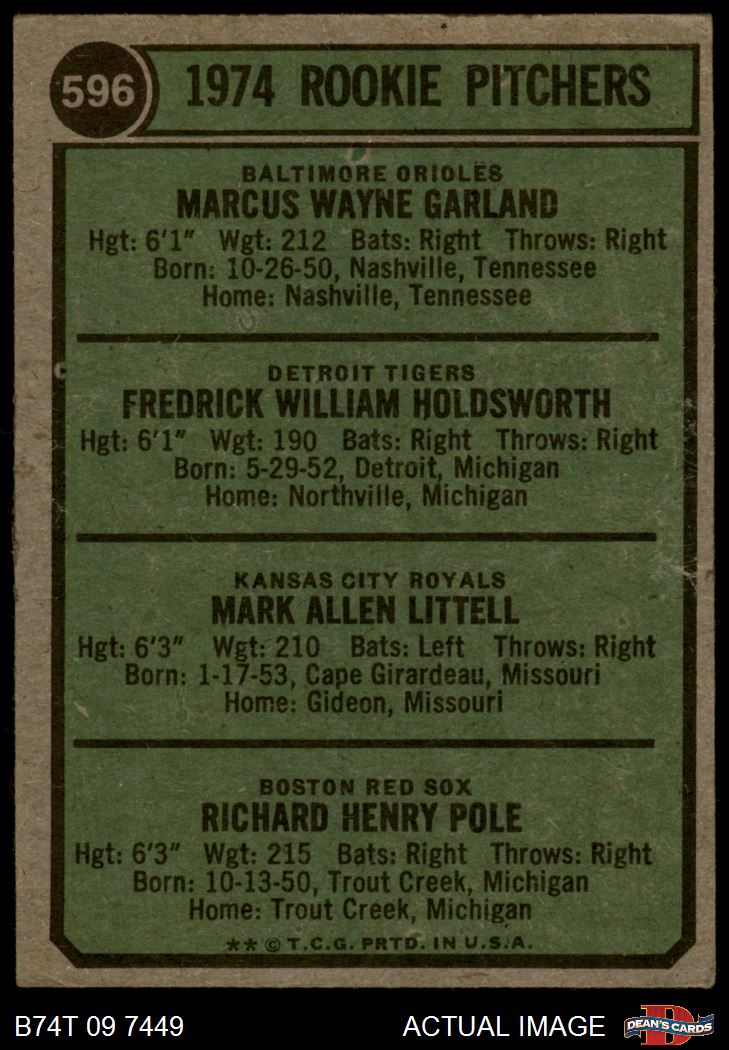 596
1974 ROOKIE PITCHERS
BALTIMORE ORIOLES
MARCUS WAYNE GARLAND
Hgt: 6'1" Wgt: 212 Bats: Right Throws: Right
Born: 10-26-50, Nashville, Tennessee
Home: Nashville, Tennessee
DETROIT TIGERS
FREDRICK WILLIAM HOLDSWORTH
Hgt: 6'1" Wgt: 190 Bats: Right Throws: Right
Born: 5-29-52, Detroit, Michigan
Home: Northville, Michigan
KANSAS CITY ROYALS
MARK ALLEN LITTELL
Hgt: 6'3" Wgt: 210 Bats: Left Throws: Right
Born: 1-17-53, Cape Girardeau, Missouri
Home: Gideon, Missouri
BOSTON RED SOX
RICHARD HENRY POLE
Hgt: 6'3" Wgt: 215 Bats: Right Throws: Right
Born: 10-13-50, Trout Creek, Michigan
Home: Trout Creek, Michigan
** © T.C.G. PRTD. IN U.S.A.
B74T 09 7449 ACTUAL IMAGE
D
DEAN'S CARDS